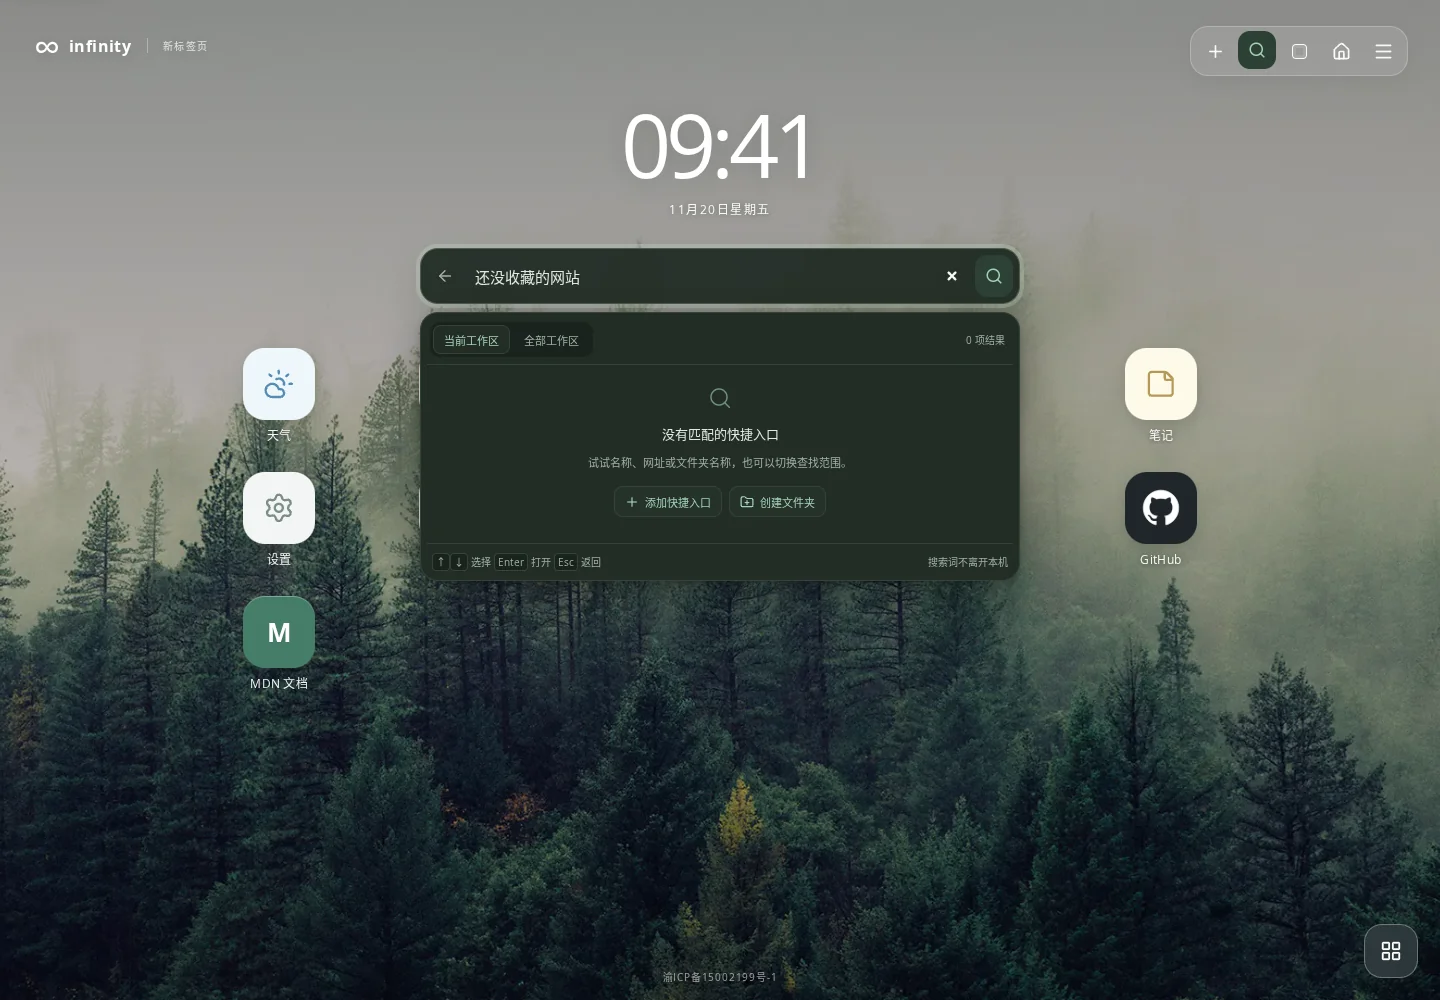 infinity
新标签页
09:41
11月20日星期五
还没收藏的网站
当前工作区 全部工作区 0 项结果
没有匹配的快捷入口
试试名称、网址或文件夹名称，也可以切换查找范围。
添加快捷入口 创建文件夹
↑ ↓ 选择 Enter 打开 Esc 返回 搜索词不离开本机
天气
笔记
设置
GitHub
M
MDN 文档
渝ICP备15002199号-1